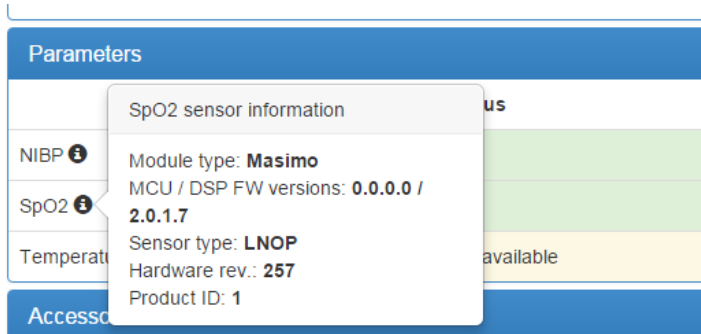 Parameters
SpO2 sensor information
us
NIBP
Module type: Masimo
MCU / DSP FW versions: 0.0.0.0 /
2.0.1.7
SpO2
Sensor type: LNOP
Temperatu
available
Hardware rev.: 257
Product ID: 1
Accesso